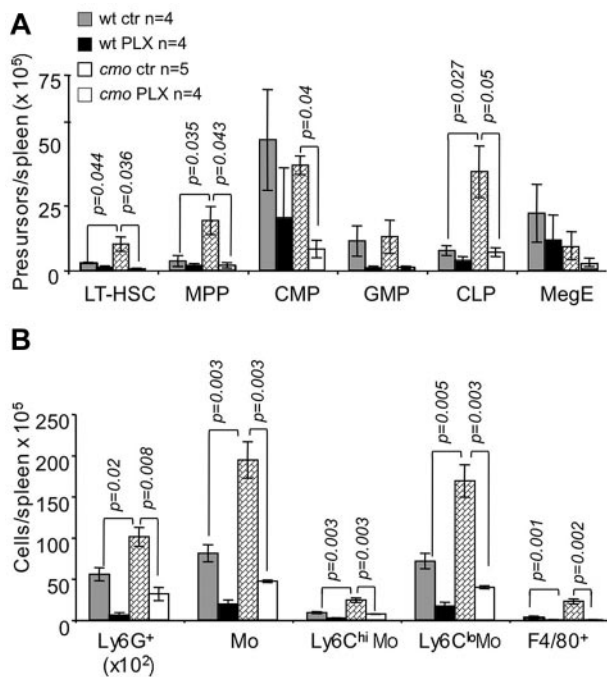 A
wt ctr n=4
wt PLX n=4
cmo ctr n=5
cmo PLX n=4
Presursors/spleen (x 10⁵)
75
50
25
0
p=0.044
p=0.036
p=0.035
p=0.043
p=0.04
p=0.027
p=0.05
LT-HSC MPP CMP GMP CLP MegE
B
Cells/spleen x 10⁵
250
200
150
100
50
0
p=0.02
p=0.008
p=0.003
p=0.003
p=0.003
p=0.003
p=0.005
p=0.003
p=0.001
p=0.002
Ly6G⁺ Mo Ly6Cʰⁱ Mo Ly6CˡᵒMo F4/80⁺
(x10²)